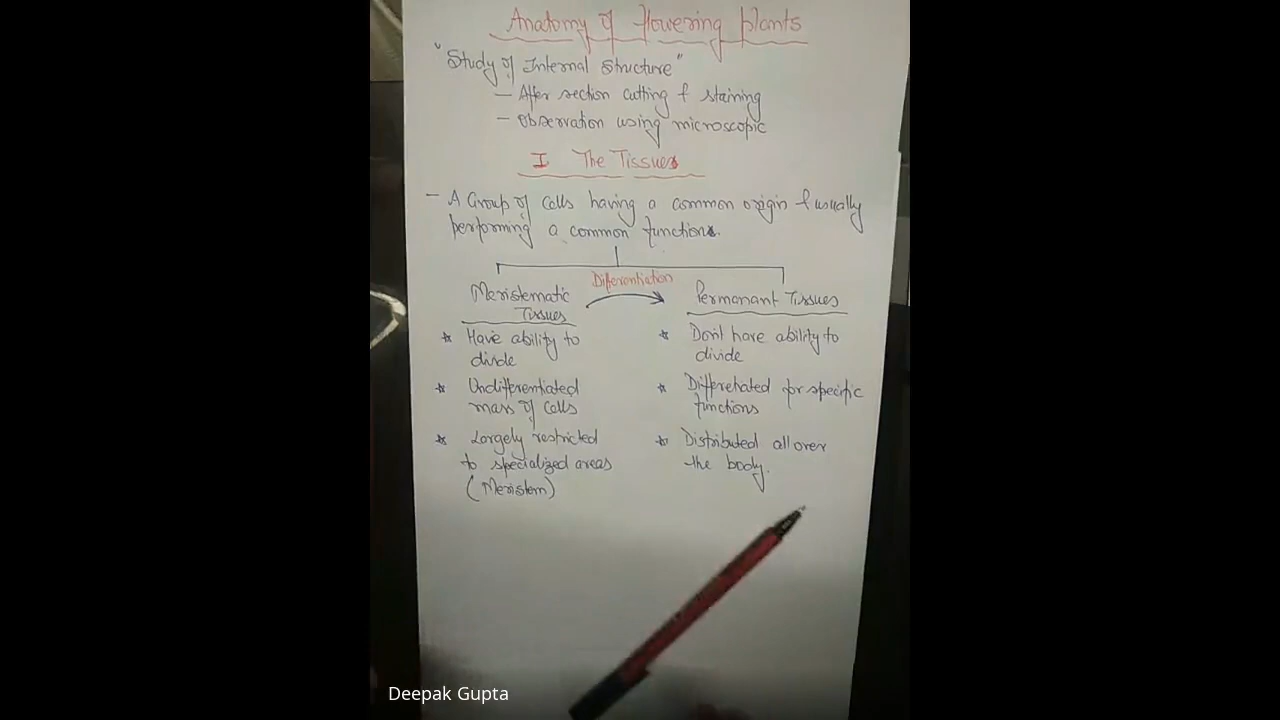 Anatomy of flowering plants
"Study of Internal Structure"
— After section cutting & staining
— Observation using microscopic
I The Tissues
— A Group of cells having a common origin & usually
performing a common function.
Differentiation
Meristematic
Tissues
* Have ability to
divide
* Undifferentiated
mass of cells
* Largely restricted
to specialized areas
(Meristem)
Permanant Tissues
* Don't have ability to
divide
* Differehated for specific
functions
* Distributed all over
the body.
Deepak Gupta